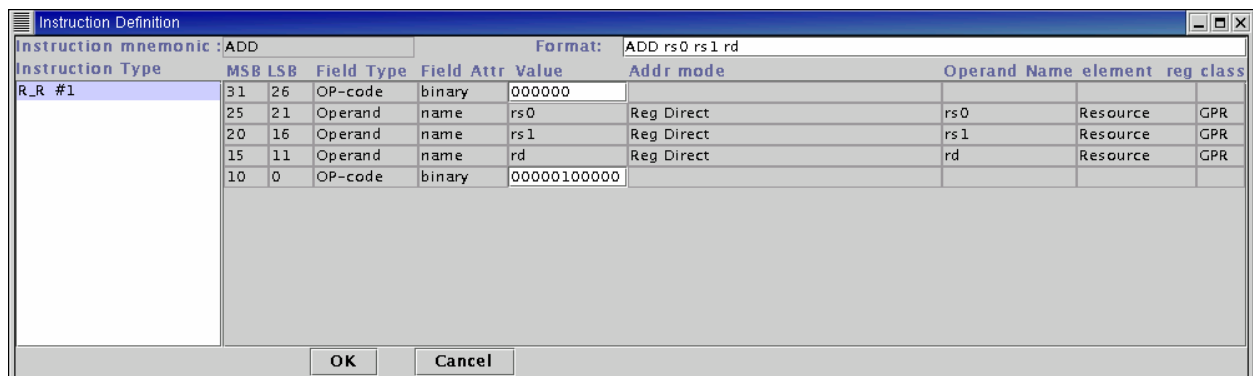 Instruction Definition
Instruction mnemonic : ADD Format: ADD rs0 rs1 rd
Instruction Type MSB LSB Field Type Field Attr Value Addr mode Operand Name element reg class
R_R #1 31 26 OP-code binary 000000
25 21 Operand name rs0 Reg Direct rs0 Resource GPR
20 16 Operand name rs1 Reg Direct rs1 Resource GPR
15 11 Operand name rd Reg Direct rd Resource GPR
10 0 OP-code binary 00000100000
OK Cancel